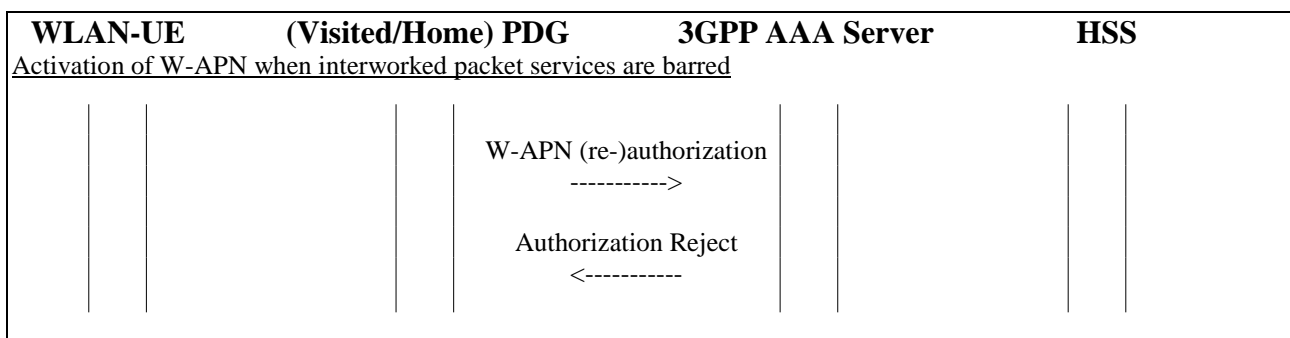 WLAN-UE (Visited/Home) PDG 3GPP AAA Server HSS
Activation of W-APN when interworked packet services are barred
W-APN (re-)authorization
----------->
Authorization Reject
<-----------